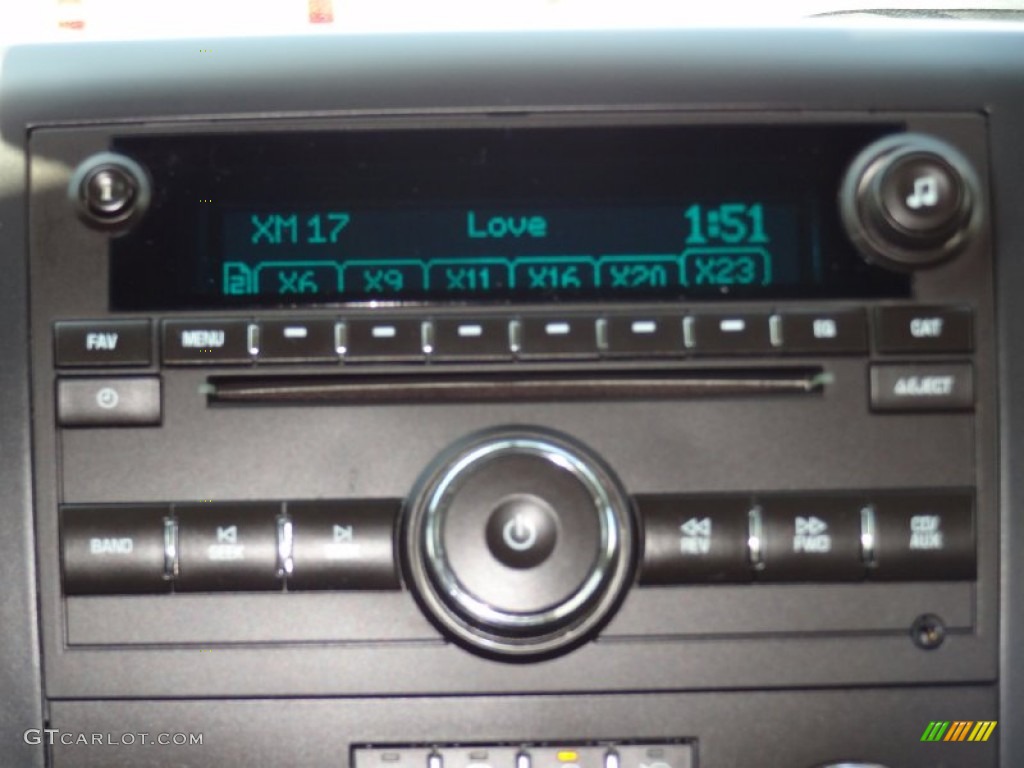 XM 17 Love 1:51
2 X6 X9 X11 X16 X20 X23
FAV MENU CAT
EJECT
BAND SEEK REV FWD CD/
AUX
GTCARLOT.COM